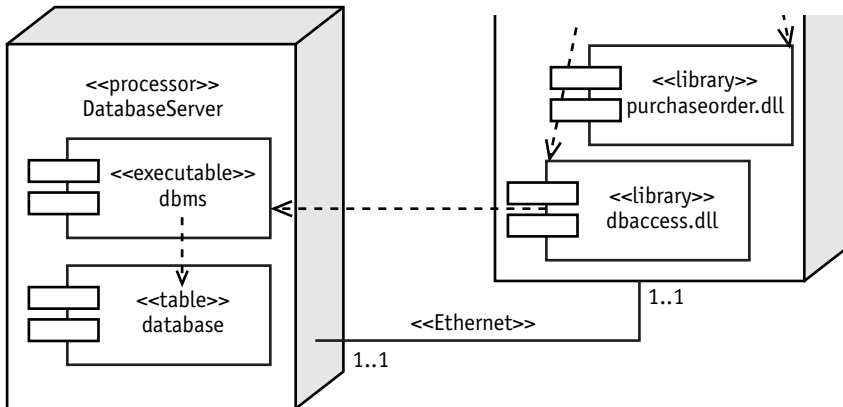 <<processor>>
DatabaseServer
<<executable>>
dbms
<<table>>
database
<<library>>
purchaseorder.dll
<<library>>
dbaccess.dll
<<Ethernet>>
1..1
1..1